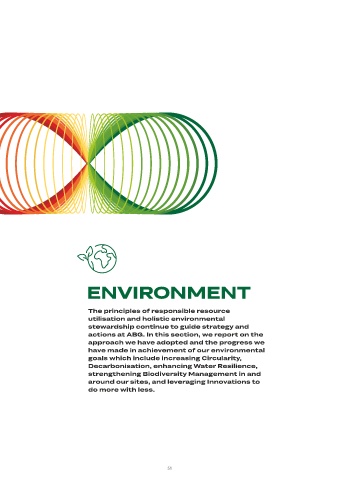 ENVIRONMENT
The principles of responsible resource
utilisation and holistic environmental
stewardship continue to guide strategy and
actions at ABG. In this section, we report on the
approach we have adopted and the progress we
have made in achievement of our environmental
goals which include increasing Circularity,
Decarbonisation, enhancing Water Resilience,
strengthening Biodiversity Management in and
around our sites, and leveraging Innovations to
do more with less.